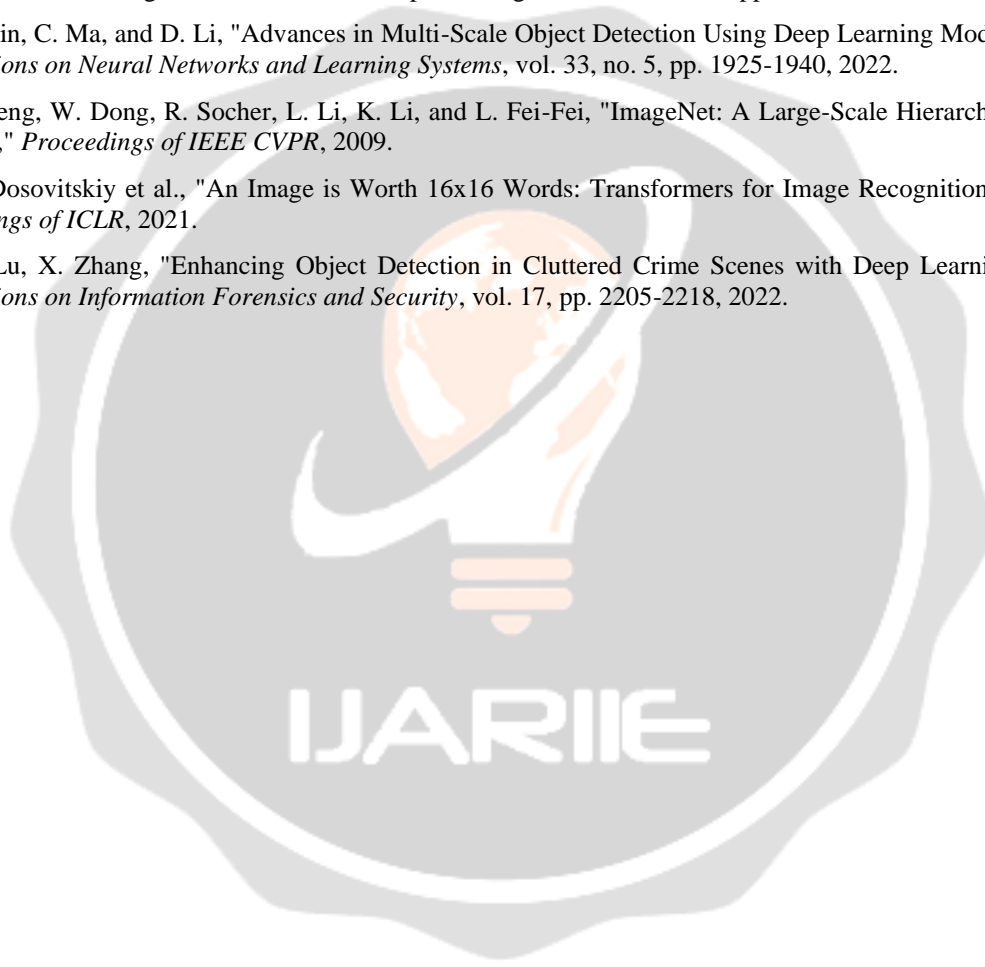 in, C. Ma, and D. Li, "Advances in Multi-Scale Object Detection Using Deep Learning Mod
ions on Neural Networks and Learning Systems, vol. 33, no. 5, pp. 1925-1940, 2022.
eng, W. Dong, R. Socher, L. Li, K. Li, and L. Fei-Fei, "ImageNet: A Large-Scale Hierarch
," Proceedings of IEEE CVPR, 2009.
Dosovitskiy et al., "An Image is Worth 16x16 Words: Transformers for Image Recognition
ngs of ICLR, 2021.
Lu, X. Zhang, "Enhancing Object Detection in Cluttered Crime Scenes with Deep Learni
ions on Information Forensics and Security, vol. 17, pp. 2205-2218, 2022.
IJARIIE